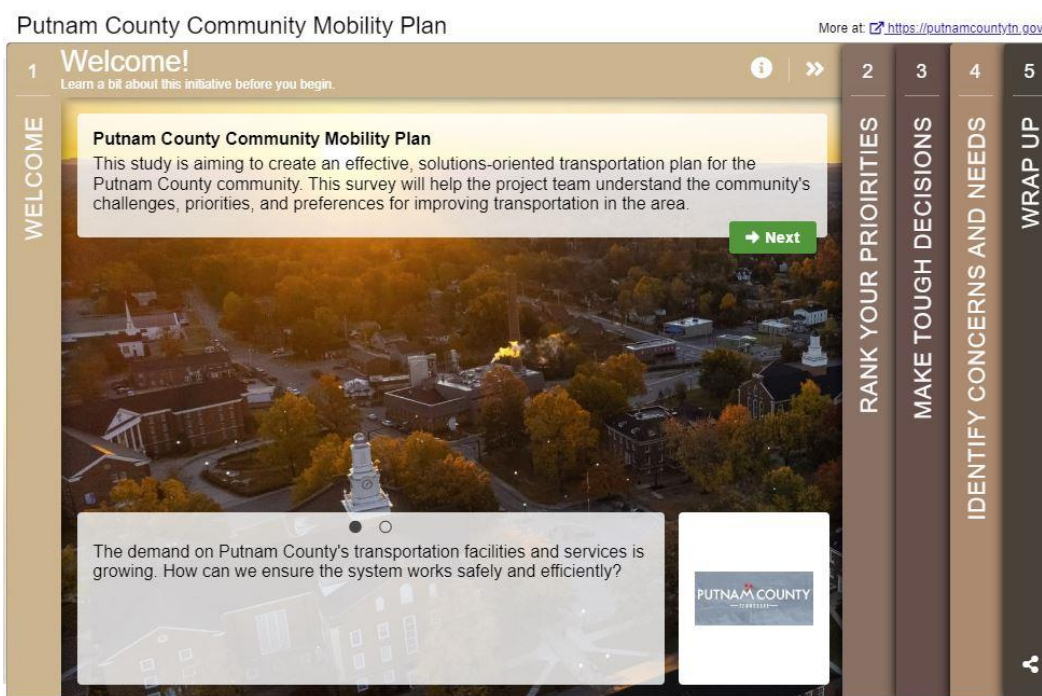 Putnam County Community Mobility Plan
More at: https://putnamcountytn.gov
1
Welcome!
Learn a bit about this initiative before you begin.
WELCOME
Putnam County Community Mobility Plan
This study is aiming to create an effective, solutions-oriented transportation plan for the
Putnam County community. This survey will help the project team understand the community's
challenges, priorities, and preferences for improving transportation in the area.
Next
The demand on Putnam County's transportation facilities and services is
growing. How can we ensure the system works safely and efficiently?
PUTNAM COUNTY
TENNESSEE
2
RANK YOUR PRIOIRITIES
3
MAKE TOUGH DECISIONS
4
IDENTIFY CONCERNS AND NEEDS
5
WRAP UP